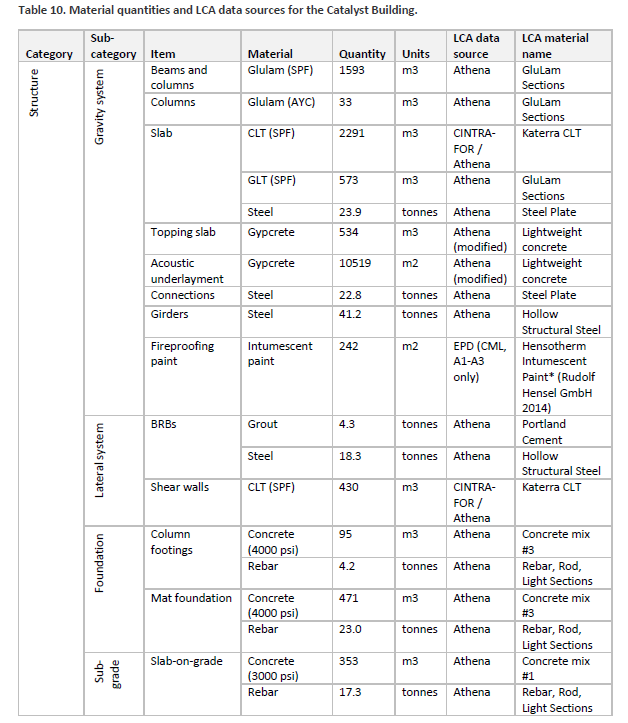 Table 10. Material quantities and LCA data sources for the Catalyst Building.
Category | Sub-category | Item | Material | Quantity | Units | LCA data source | LCA material name
Structure | Gravity system | Beams and columns | Glulam (SPF) | 1593 | m3 | Athena | GluLam Sections
Columns | Glulam (AYC) | 33 | m3 | Athena | GluLam Sections
Slab | CLT (SPF) | 2291 | m3 | CINTRA-FOR / Athena | Katerra CLT
GLT (SPF) | 573 | m3 | Athena | GluLam Sections
Steel | 23.9 | tonnes | Athena | Steel Plate
Topping slab | Gypcrete | 534 | m3 | Athena (modified) | Lightweight concrete
Acoustic underlayment | Gypcrete | 10519 | m2 | Athena (modified) | Lightweight concrete
Connections | Steel | 22.8 | tonnes | Athena | Steel Plate
Girders | Steel | 41.2 | tonnes | Athena | Hollow Structural Steel
Fireproofing paint | Intumescent paint | 242 | m2 | EPD (CML, A1-A3 only) | Hensotherm Intumescent Paint* (Rudolf Hensel GmbH 2014)
Lateral system | BRBs | Grout | 4.3 | tonnes | Athena | Portland Cement
Steel | 18.3 | tonnes | Athena | Hollow Structural Steel
Shear walls | CLT (SPF) | 430 | m3 | CINTRA-FOR / Athena | Katerra CLT
Foundation | Column footings | Concrete (4000 psi) | 95 | m3 | Athena | Concrete mix #3
Rebar | 4.2 | tonnes | Athena | Rebar, Rod, Light Sections
Mat foundation | Concrete (4000 psi) | 471 | m3 | Athena | Concrete mix #3
Rebar | 23.0 | tonnes | Athena | Rebar, Rod, Light Sections
Sub-grade | Slab-on-grade | Concrete (3000 psi) | 353 | m3 | Athena | Concrete mix #1
Rebar | 17.3 | tonnes | Athena | Rebar, Rod, Light Sections